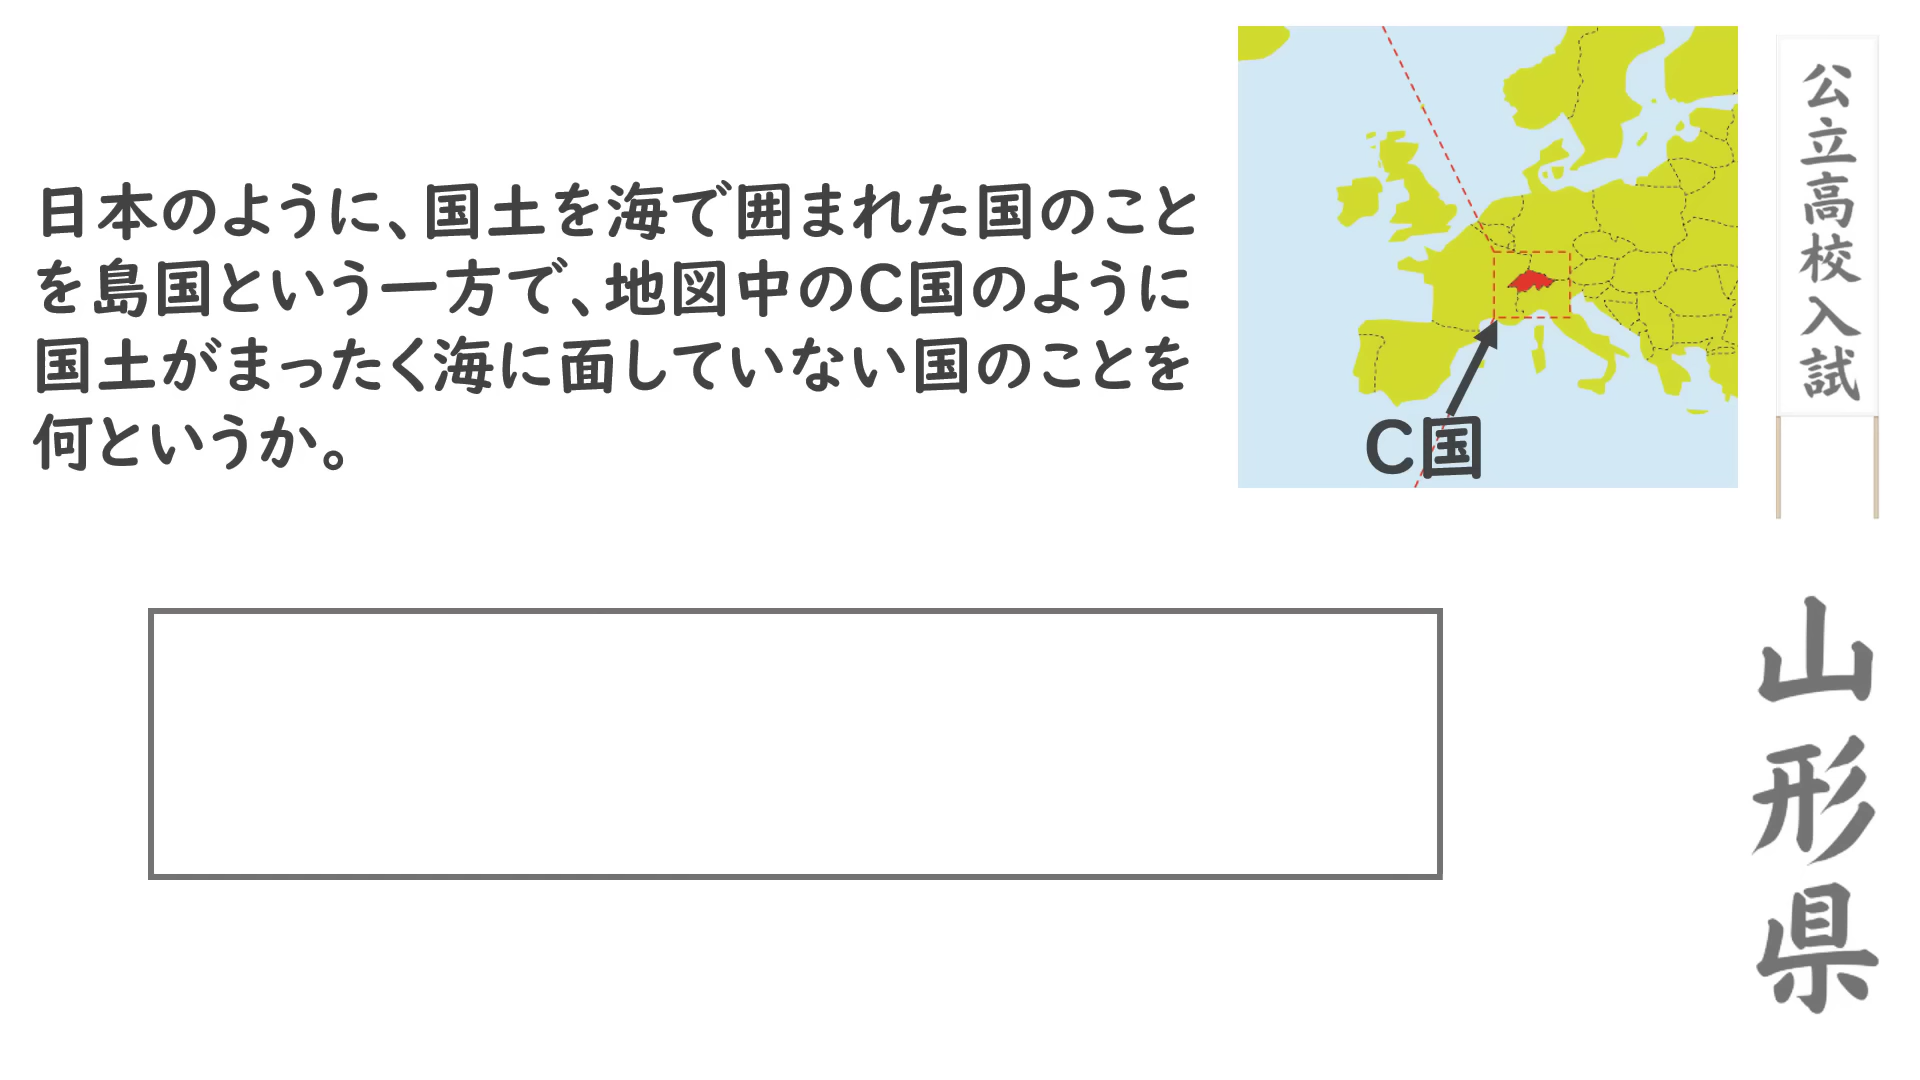 日本のように、国土を海で囲まれた国のこと
を島国という一方で、地図中のC国のように
国土がまったく海に面していない国のことを
何というか。
C国
公立高校入試
山形県